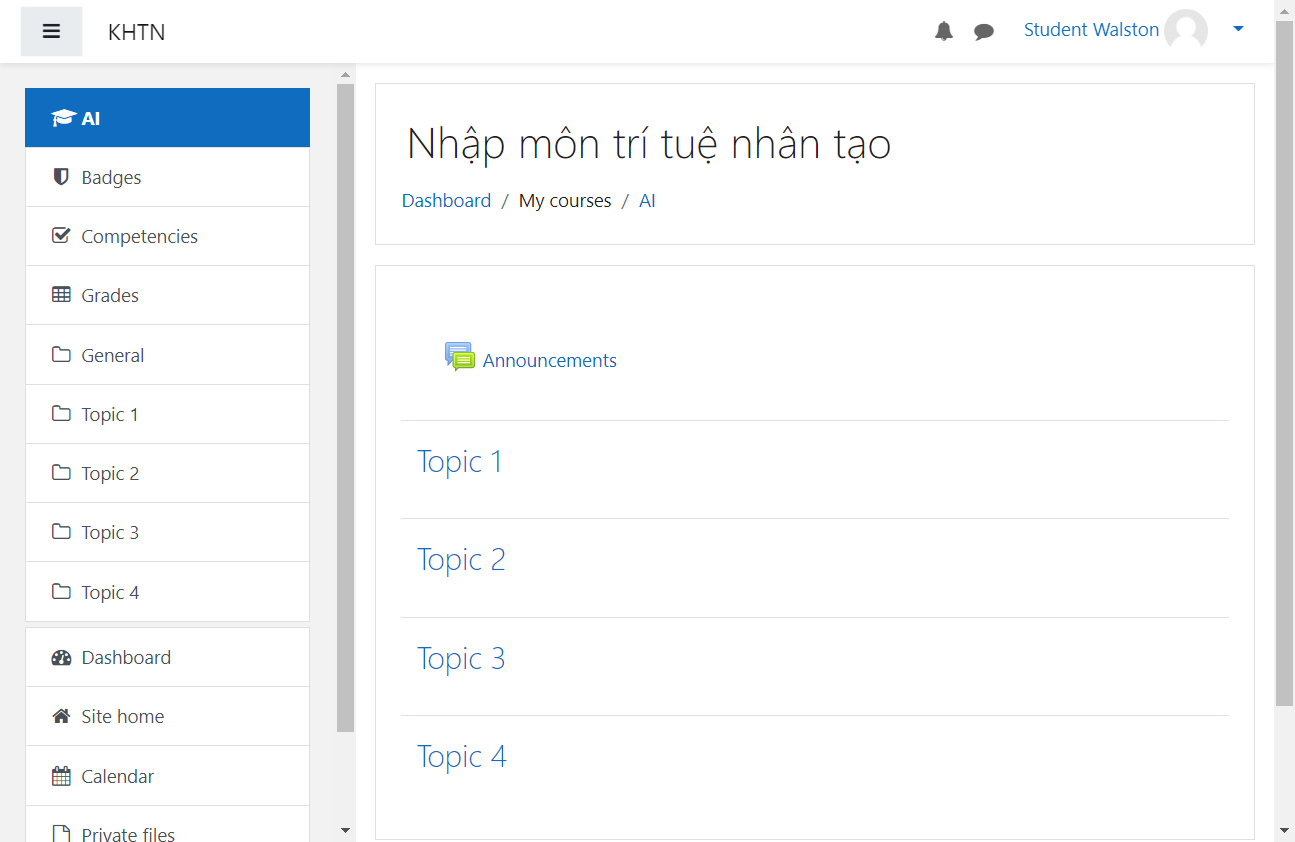 KHTN
Student Walston
AI
Badges
Competencies
Grades
General
Topic 1
Topic 2
Topic 3
Topic 4
Dashboard
Site home
Calendar
Private files
Nhập môn trí tuệ nhân tạo
Dashboard / My courses / AI
Announcements
Topic 1
Topic 2
Topic 3
Topic 4